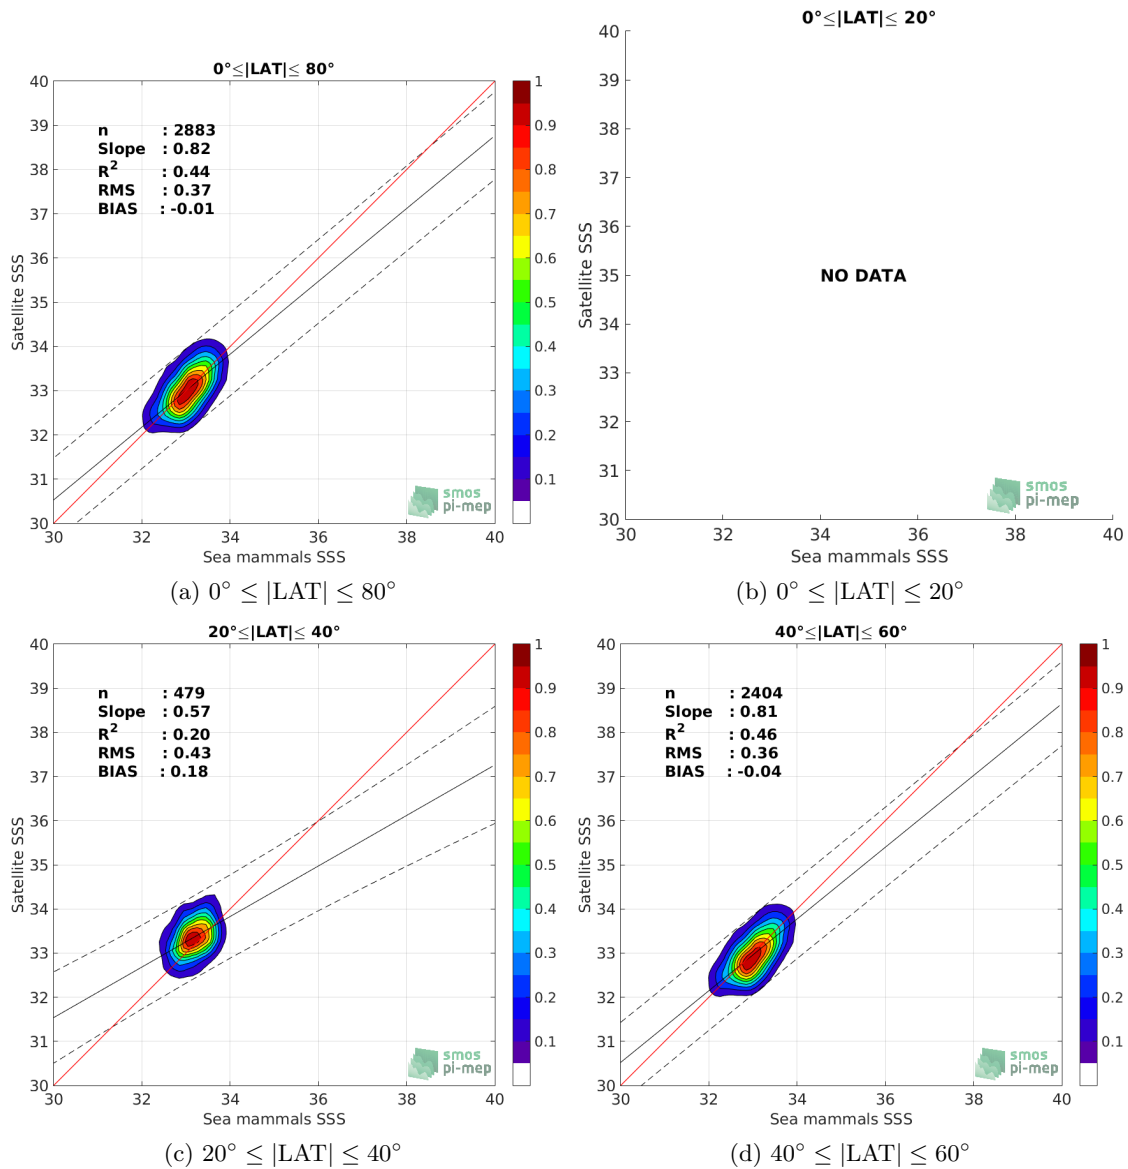 0°≤|LAT|≤ 80°
40
39
38
37
36
35
34
33
32
31
30
Satellite SSS
n : 2883
Slope : 0.82
R² : 0.44
RMS : 0.37
BIAS : -0.01
smos
pi-mep
30 32 34 36 38 40
Sea mammals SSS
1
0.9
0.8
0.7
0.6
0.5
0.4
0.3
0.2
0.1
(a) 0° ≤ |LAT| ≤ 80°
0°≤|LAT|≤ 20°
40
39
38
37
36
35
34
33
32
31
30
Satellite SSS
NO DATA
smos
pi-mep
30 32 34 36 38 40
Sea mammals SSS
(b) 0° ≤ |LAT| ≤ 20°
20°≤|LAT|≤ 40°
40
39
38
37
36
35
34
33
32
31
30
Satellite SSS
n : 479
Slope : 0.57
R² : 0.20
RMS : 0.43
BIAS : 0.18
smos
pi-mep
30 32 34 36 38 40
Sea mammals SSS
1
0.9
0.8
0.7
0.6
0.5
0.4
0.3
0.2
0.1
(c) 20° ≤ |LAT| ≤ 40°
40°≤|LAT|≤ 60°
40
39
38
37
36
35
34
33
32
31
30
Satellite SSS
n : 2404
Slope : 0.81
R² : 0.46
RMS : 0.36
BIAS : -0.04
smos
pi-mep
30 32 34 36 38 40
Sea mammals SSS
1
0.9
0.8
0.7
0.6
0.5
0.4
0.3
0.2
0.1
(d) 40° ≤ |LAT| ≤ 60°